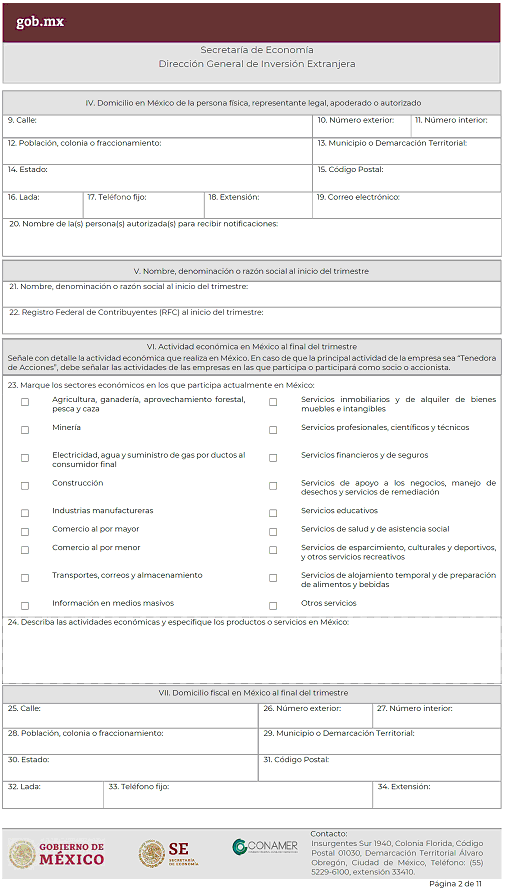 gob.mx
Secretaría de Economía
Dirección General de Inversión Extranjera
IV. Domicilio en México de la persona física, representante legal, apoderado o autorizado
9. Calle:
10. Número exterior:
11. Número interior:
12. Población, colonia o fraccionamiento:
13. Municipio o Demarcación Territorial:
14. Estado:
15. Código Postal:
16. Lada:
17. Teléfono fijo:
18. Extensión:
19. Correo electrónico:
20. Nombre de la(s) persona(s) autorizada(s) para recibir notificaciones:
V. Nombre, denominación o razón social al inicio del trimestre
21. Nombre, denominación o razón social al inicio del trimestre:
22. Registro Federal de Contribuyentes (RFC) al inicio del trimestre:
VI. Actividad económica en México al final del trimestre
Señale con detalle la actividad económica que realiza en México. En caso de que la principal actividad de la empresa sea "Tenedora
de Acciones", debe señalar las actividades de las empresas en las que participa o participará como socio o accionista.
23. Marque los sectores económicos en los que participa actualmente en México:
Agricultura, ganadería, aprovechamiento forestal,
pesca y caza
Servicios inmobiliarios y de alquiler de bienes
muebles e intangibles
Minería
Servicios profesionales, científicos y técnicos
Electricidad, agua y suministro de gas por ductos al
consumidor final
Servicios financieros y de seguros
Construcción
Servicios de apoyo a los negocios, manejo de
desechos y servicios de remediación
Industrias manufactureras
Servicios educativos
Comercio al por mayor
Servicios de salud y de asistencia social
Comercio al por menor
Servicios de esparcimiento, culturales y deportivos,
y otros servicios recreativos
Transportes, correos y almacenamiento
Servicios de alojamiento temporal y de preparación
de alimentos y bebidas
Información en medios masivos
Otros servicios
24. Describa las actividades económicas y especifique los productos o servicios en México:
VII. Domicilio fiscal en México al final del trimestre
25. Calle:
26. Número exterior:
27. Número interior:
28. Población, colonia o fraccionamiento:
29. Municipio o Demarcación Territorial:
30. Estado:
31. Código Postal:
32. Lada:
33. Teléfono fijo:
34. Extensión:
GOBIERNO DE
MÉXICO
SE
SECRETARÍA
DE ECONOMÍA
CONAMER
Contacto:
Insurgentes Sur 1940, Colonia Florida, Código
Postal 01030, Demarcación Territorial Álvaro
Obregón, Ciudad de México, Teléfono: (55)
5229-6100, extensión 33410.
Página 2 de 11